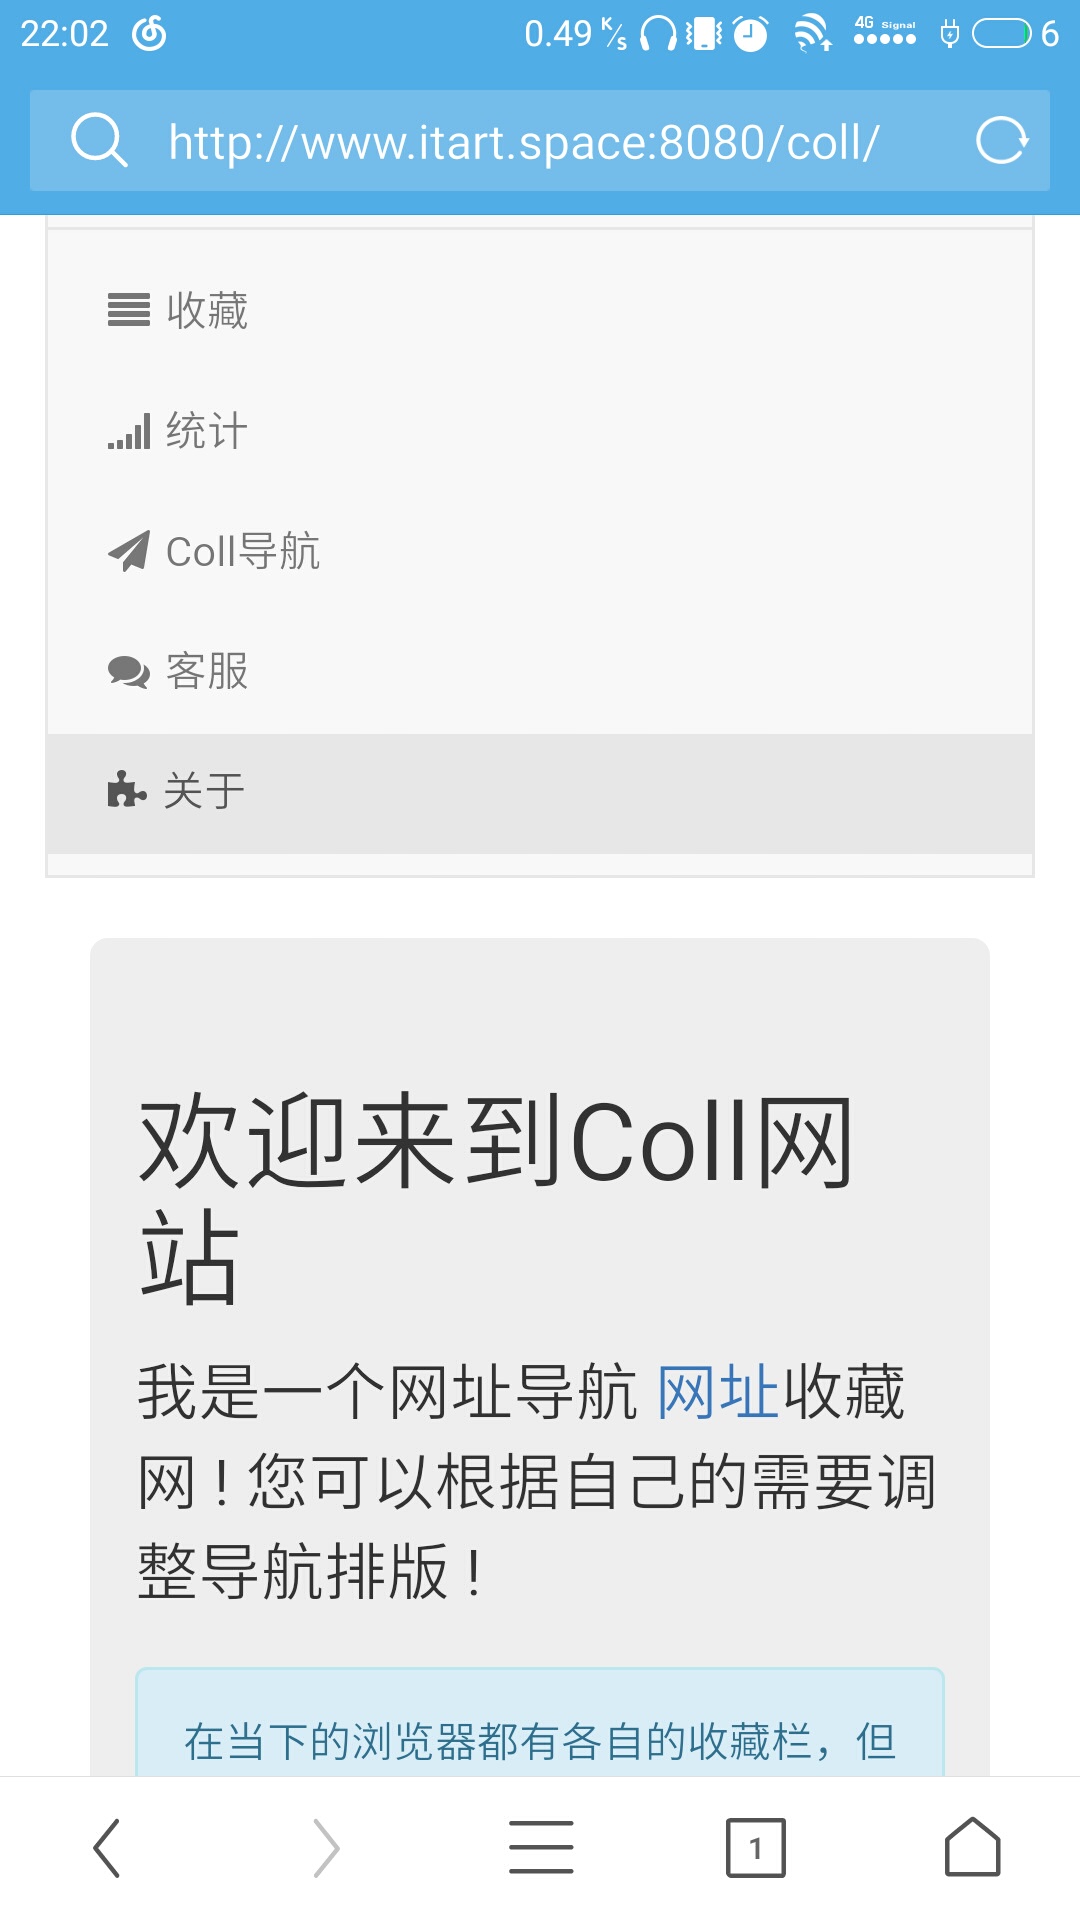 22:02 0.49 K/s 4G Signal 6
http://www.itart.space:8080/coll/
收藏
统计
Coll导航
客服
关于
欢迎来到Coll网
站
我是一个网址导航 网址收藏
网！您可以根据自己的需要调
整导航排版！
在当下的浏览器都有各自的收藏栏，但
1